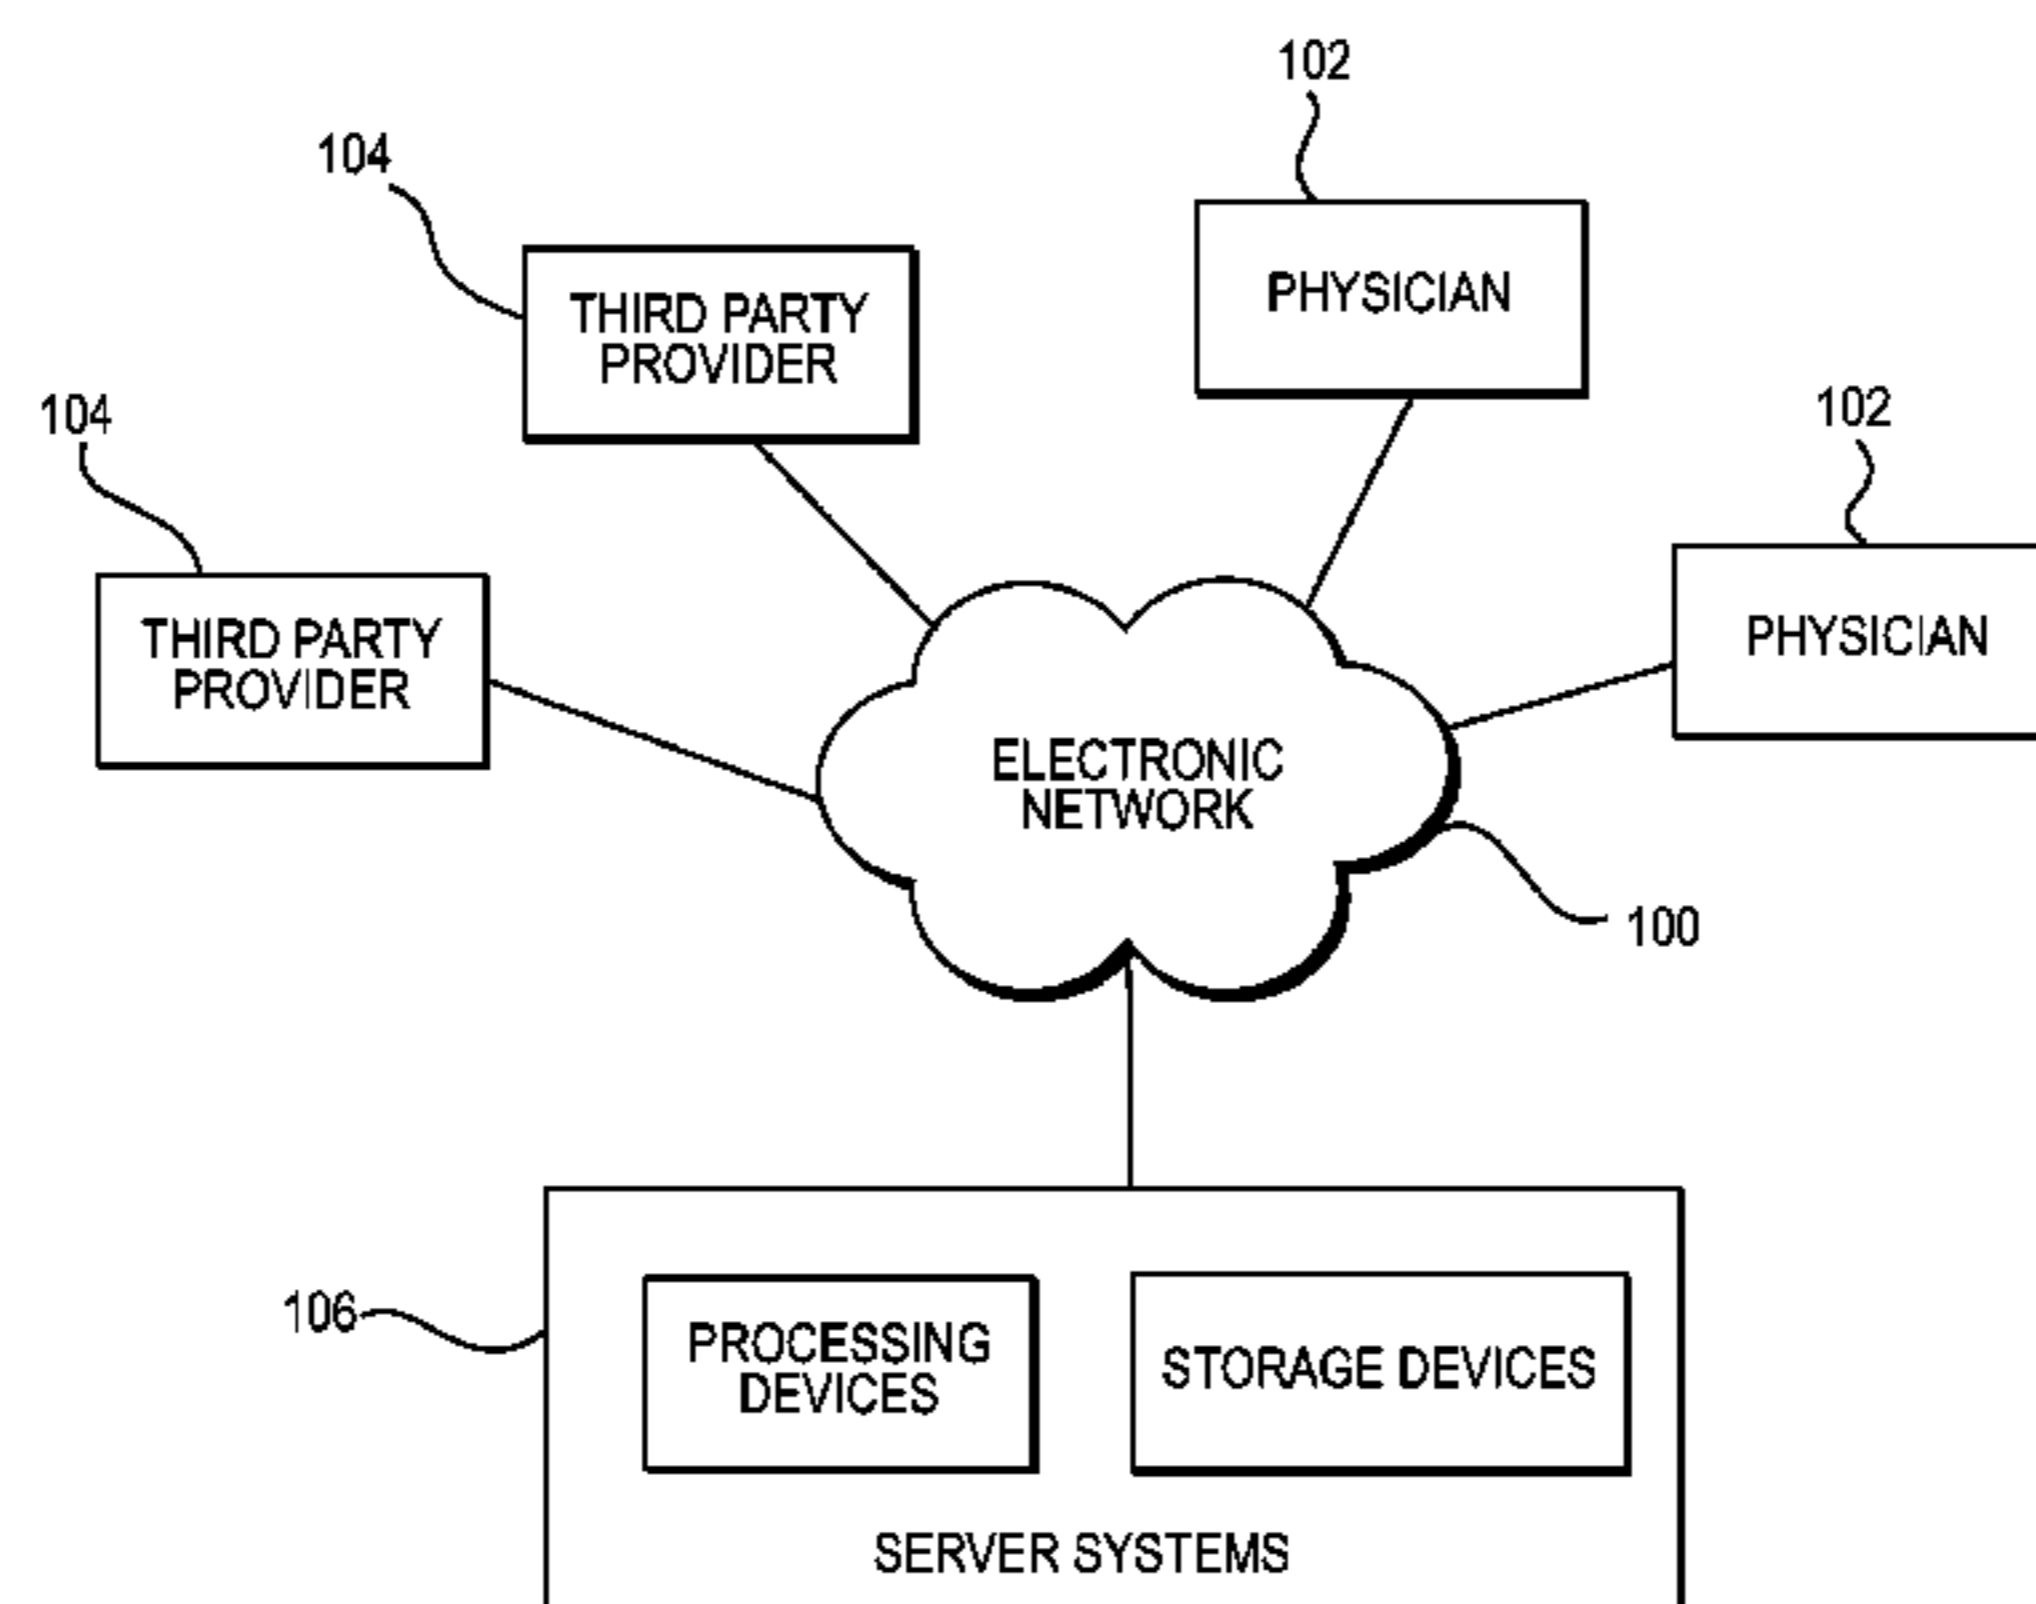 102
104
THIRD PARTY
PROVIDER
PHYSICIAN
104
102
THIRD PARTY
PROVIDER
PHYSICIAN
ELECTRONIC
NETWORK
100
106
PROCESSING
DEVICES
STORAGE DEVICES
SERVER SYSTEMS